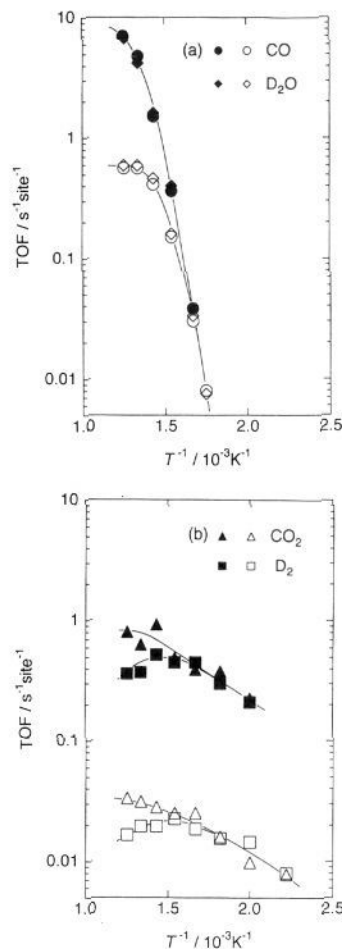 10
(a) ● ○ CO
◆ ◇ D₂O
1
TOF / s⁻¹site⁻¹
0.1
0.01
1.0 1.5 2.0 2.5
T⁻¹ / 10⁻³K⁻¹
10
(b) ▲ △ CO₂
■ □ D₂
1
TOF / s⁻¹site⁻¹
0.1
0.01
1.0 1.5 2.0 2.5
T⁻¹ / 10⁻³K⁻¹